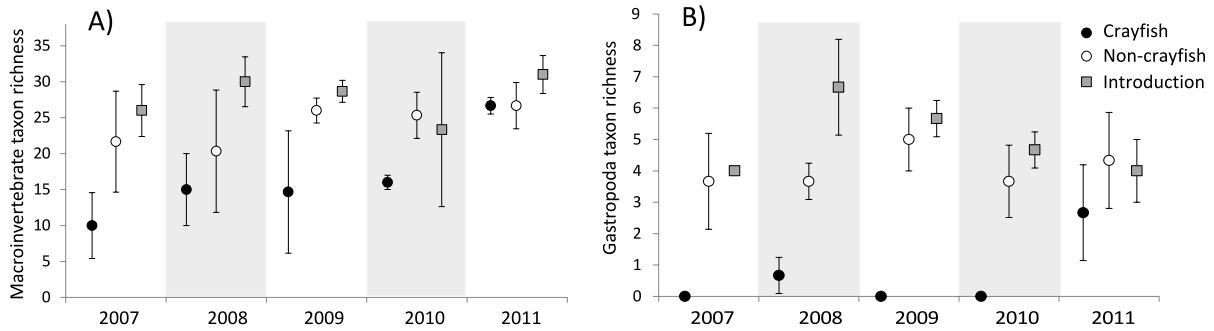 A)
Macroinvertebrate taxon richness
35
30
25
20
15
10
5
0
2007 2008 2009 2010 2011
B)
Gastropoda taxon richness
9
8
7
6
5
4
3
2
1
0
2007 2008 2009 2010 2011
Crayfish
Non-crayfish
Introduction